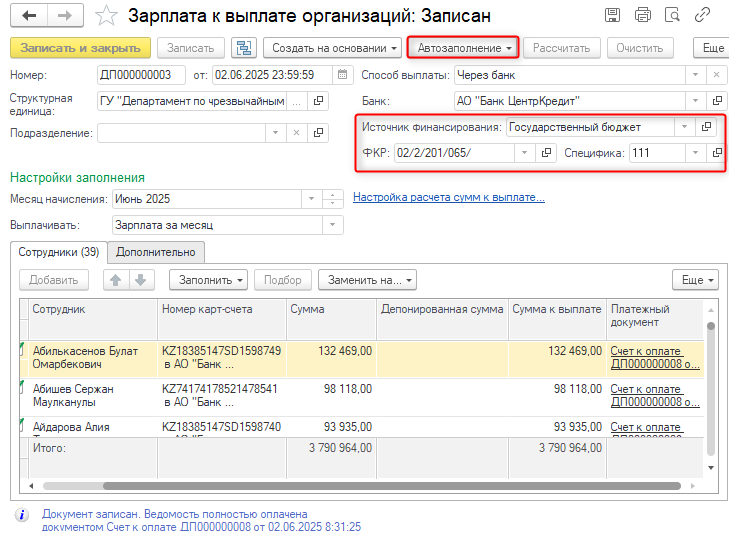 Зарплата к выплате организаций: Записан
Записать и закрыть Записать Создать на основании Автозаполнение Рассчитать Очистить Еще
Номер: ДП000000003 от: 02.06.2025 23:59:59 Способ выплаты: Через банк
Структурная единица: ГУ "Департамент по чрезвычайным ... Банк: АО "Банк ЦентрКредит"
Подразделение: Источник финансирования: Государственный бюджет
ФКР: 02/2/201/065/ Специфика: 111
Настройки заполнения
Месяц начисления: Июнь 2025 Настройка расчета сумм к выплате...
Выплачивать: Зарплата за месяц
Сотрудники (39) Дополнительно
Добавить Заполнить Подбор Заменить на... Еще
Сотрудник Номер карт-счета Сумма Депонированная сумма Сумма к выплате Платежный
документ
Абилькасенов Булат KZ18385147SD1598749 132 469,00 132 469,00 Счет к оплате
Омарбекович в АО "Банк ... ДП000000008 о...
Абишев Сержан KZ74174178521478541 98 118,00 98 118,00 Счет к оплате
Маулканулы в АО "Банк ... ДП000000008 о...
Айдарова Алия KZ18385147SD1598740 93 935,00 93 935,00 Счет к оплате
ДП000000008 о...
Итого: 3 790 964,00 3 790 964,00
Документ записан. Ведомость полностью оплачена
документом Счет к оплате ДП000000008 от 02.06.2025 8:31:25